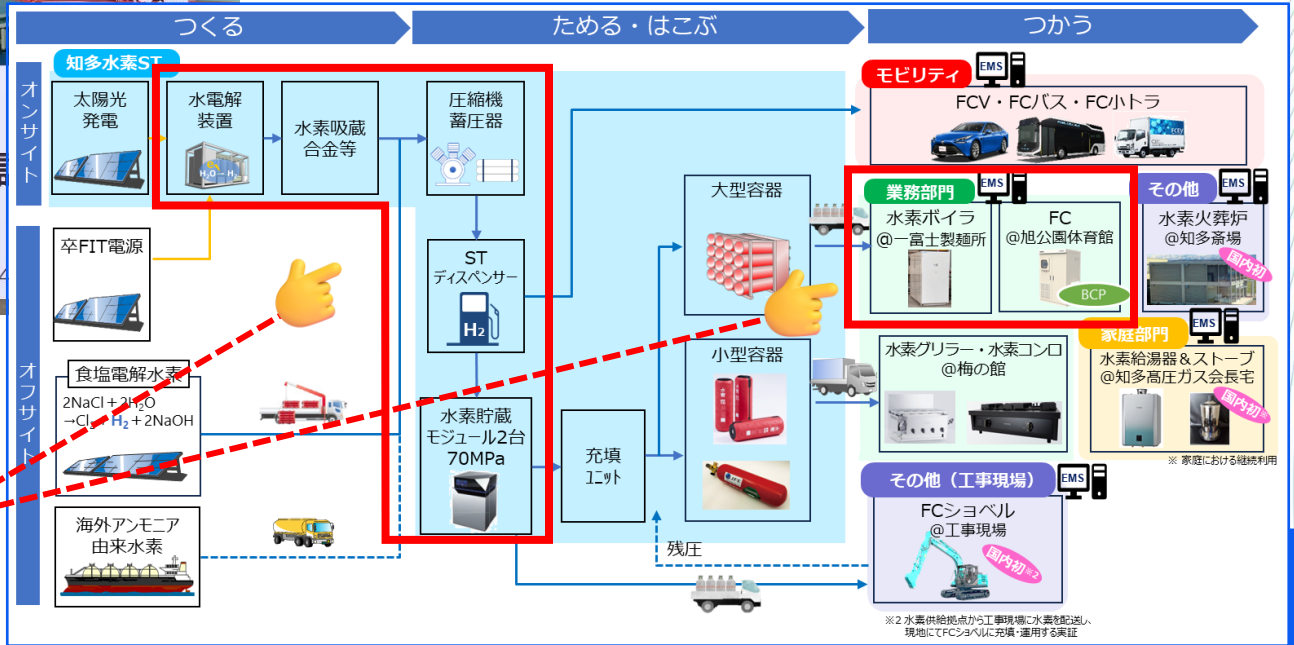 つくる
ためる・はこぶ
つかう
オンサイト
知多水素ST
太陽光
発電
水電解
装置
H₂O→H₂
水素吸蔵
合金等
圧縮機
蓄圧器
モビリティ
EMS
FCV・FCバス・FC小トラ
大型容器
業務部門
EMS
水素ボイラ
@一富士製麺所
FC
@旭公園体育館
BCP
その他
EMS
水素火葬炉
@知多斎場
国内初
オフサイト
卒FIT電源
ST
ディスペンサー
H₂
小型容器
水素グリラー・水素コンロ
@梅の館
家庭部門
EMS
水素給湯器&ストーブ
@知多高圧ガス会長宅
国内初※
※ 家庭における継続利用
食塩電解水素
2NaCl+2H₂O
→Cl₂+H₂+2NaOH
水素貯蔵
モジュール2台
70MPa
充填
ユニット
その他（工事現場）
EMS
FCショベル
@工事現場
国内初※2
海外アンモニア
由来水素
残圧
※2 水素供給拠点から工事現場に水素を配送し、
現地にてFCショベルに充填・運用する実証